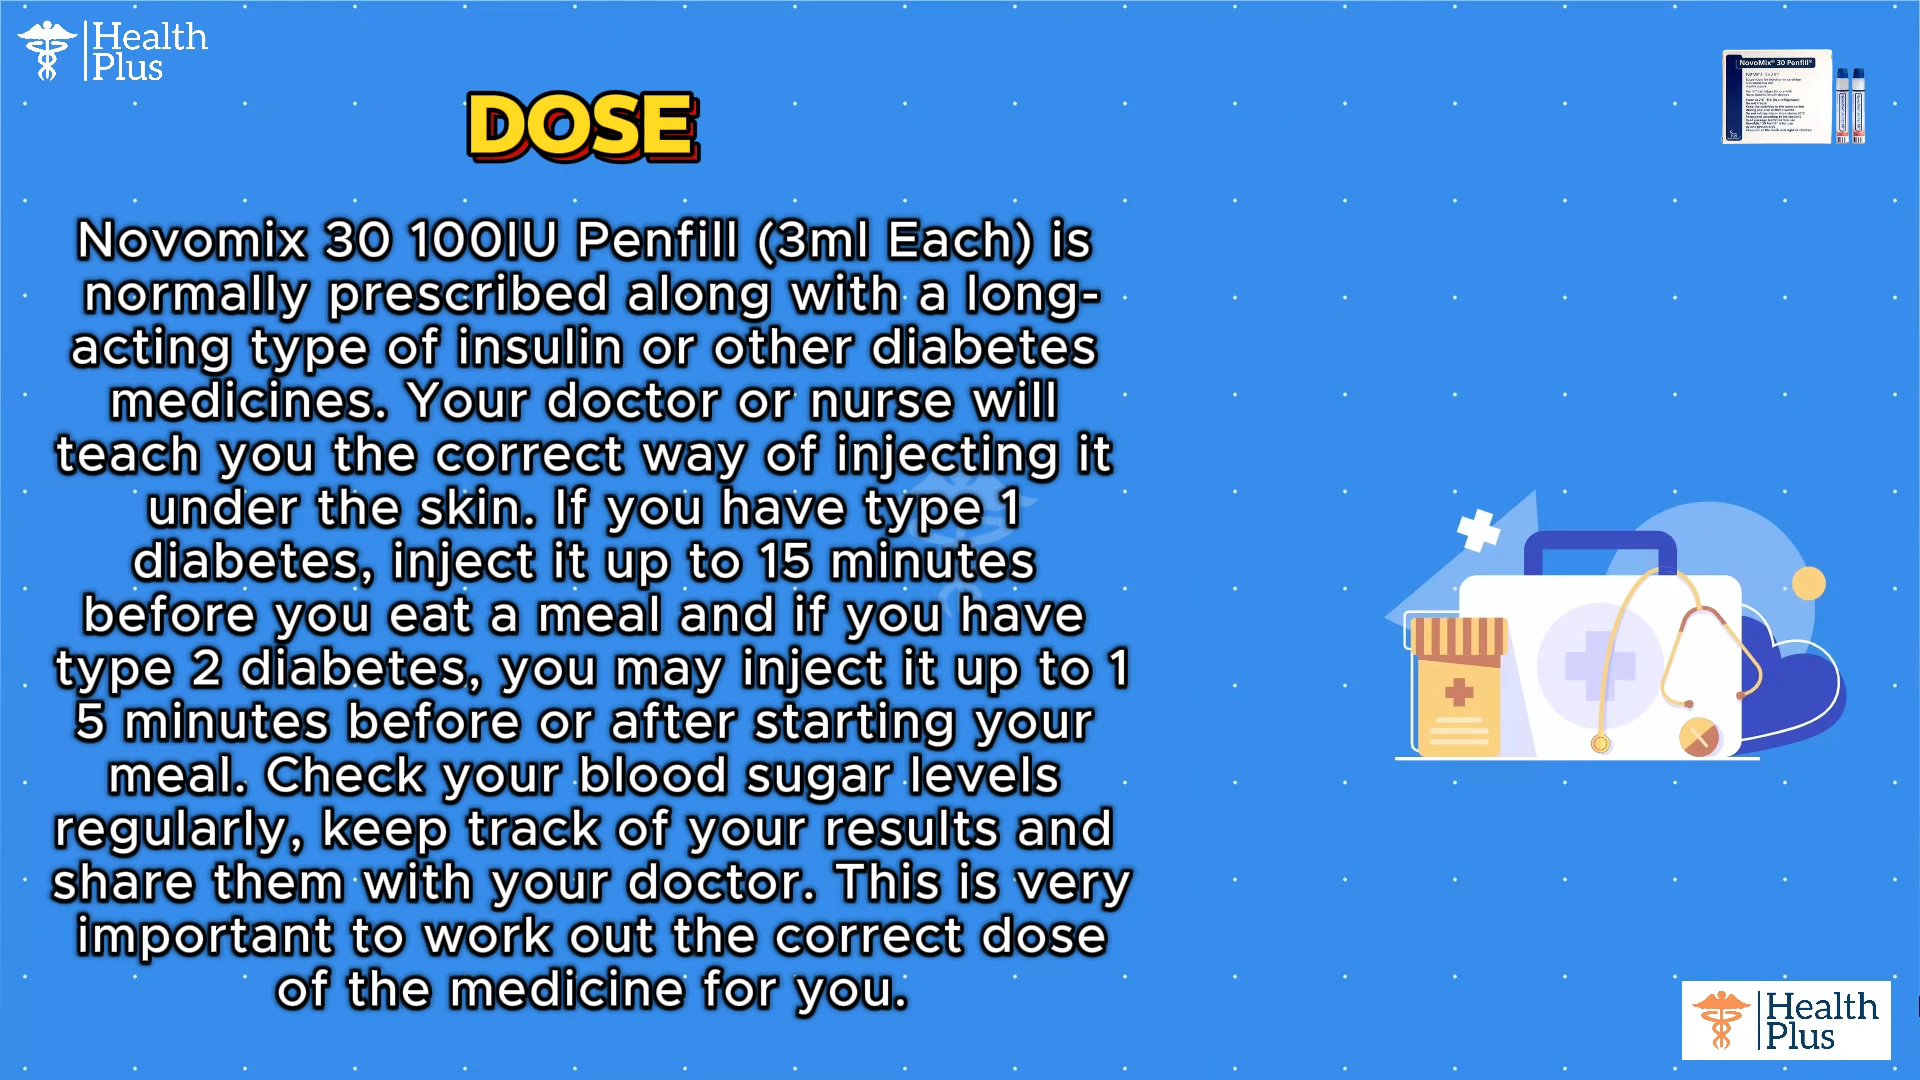 Health
Plus
NovoMix® 30 Penfill®
DOSE
Novomix 30 100IU Penfill (3ml Each) is
normally prescribed along with a long-
acting type of insulin or other diabetes
medicines. Your doctor or nurse will
teach you the correct way of injecting it
under the skin. If you have type 1
diabetes, inject it up to 15 minutes
before you eat a meal and if you have
type 2 diabetes, you may inject it up to 1
5 minutes before or after starting your
meal. Check your blood sugar levels
regularly, keep track of your results and
share them with your doctor. This is very
important to work out the correct dose
of the medicine for you.
Health
Plus